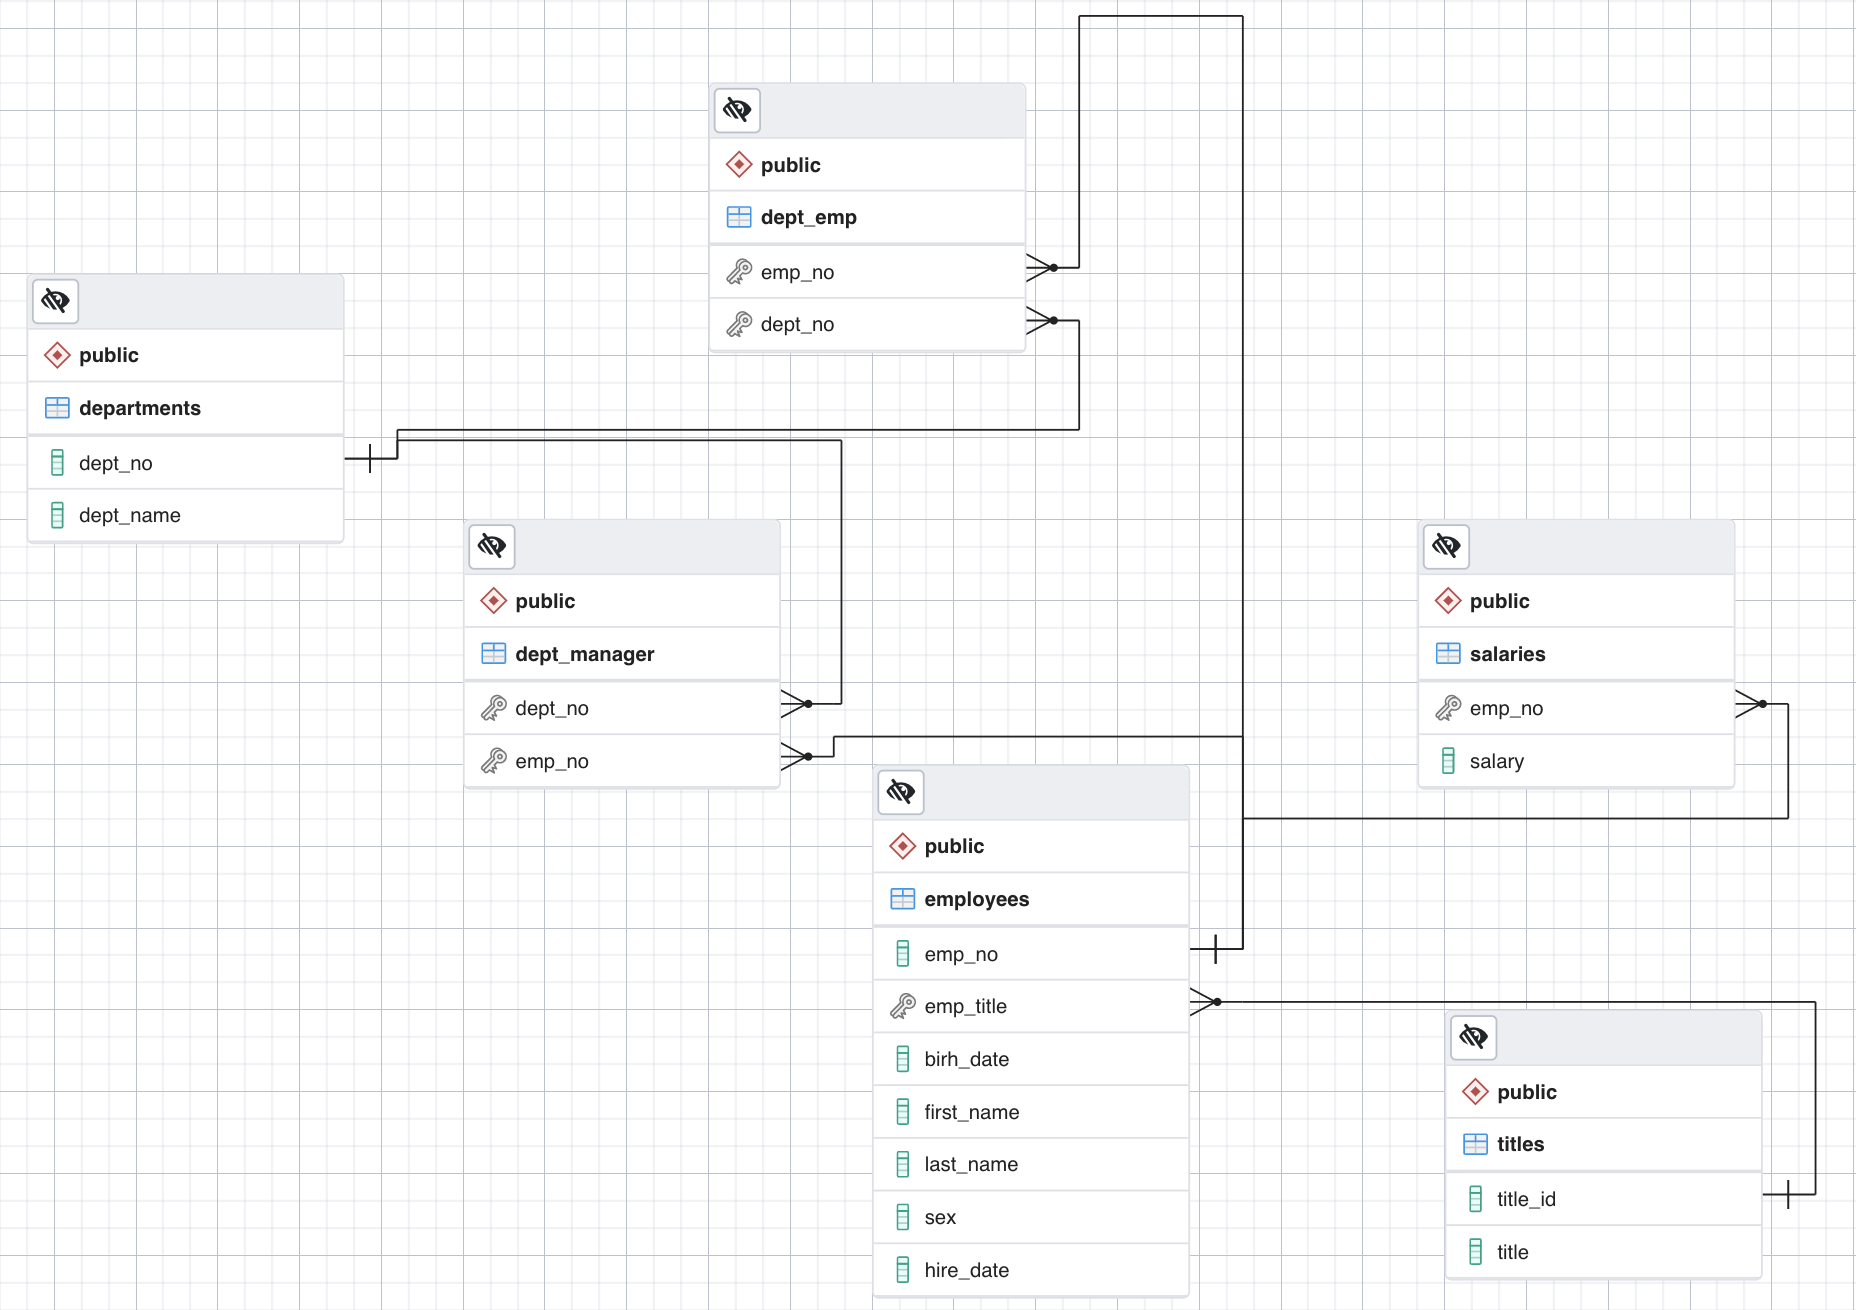 public
dept_emp
emp_no
dept_no
public
departments
dept_no
dept_name
public
dept_manager
dept_no
emp_no
public
salaries
emp_no
salary
public
employees
emp_no
emp_title
birh_date
first_name
last_name
sex
hire_date
public
titles
title_id
title